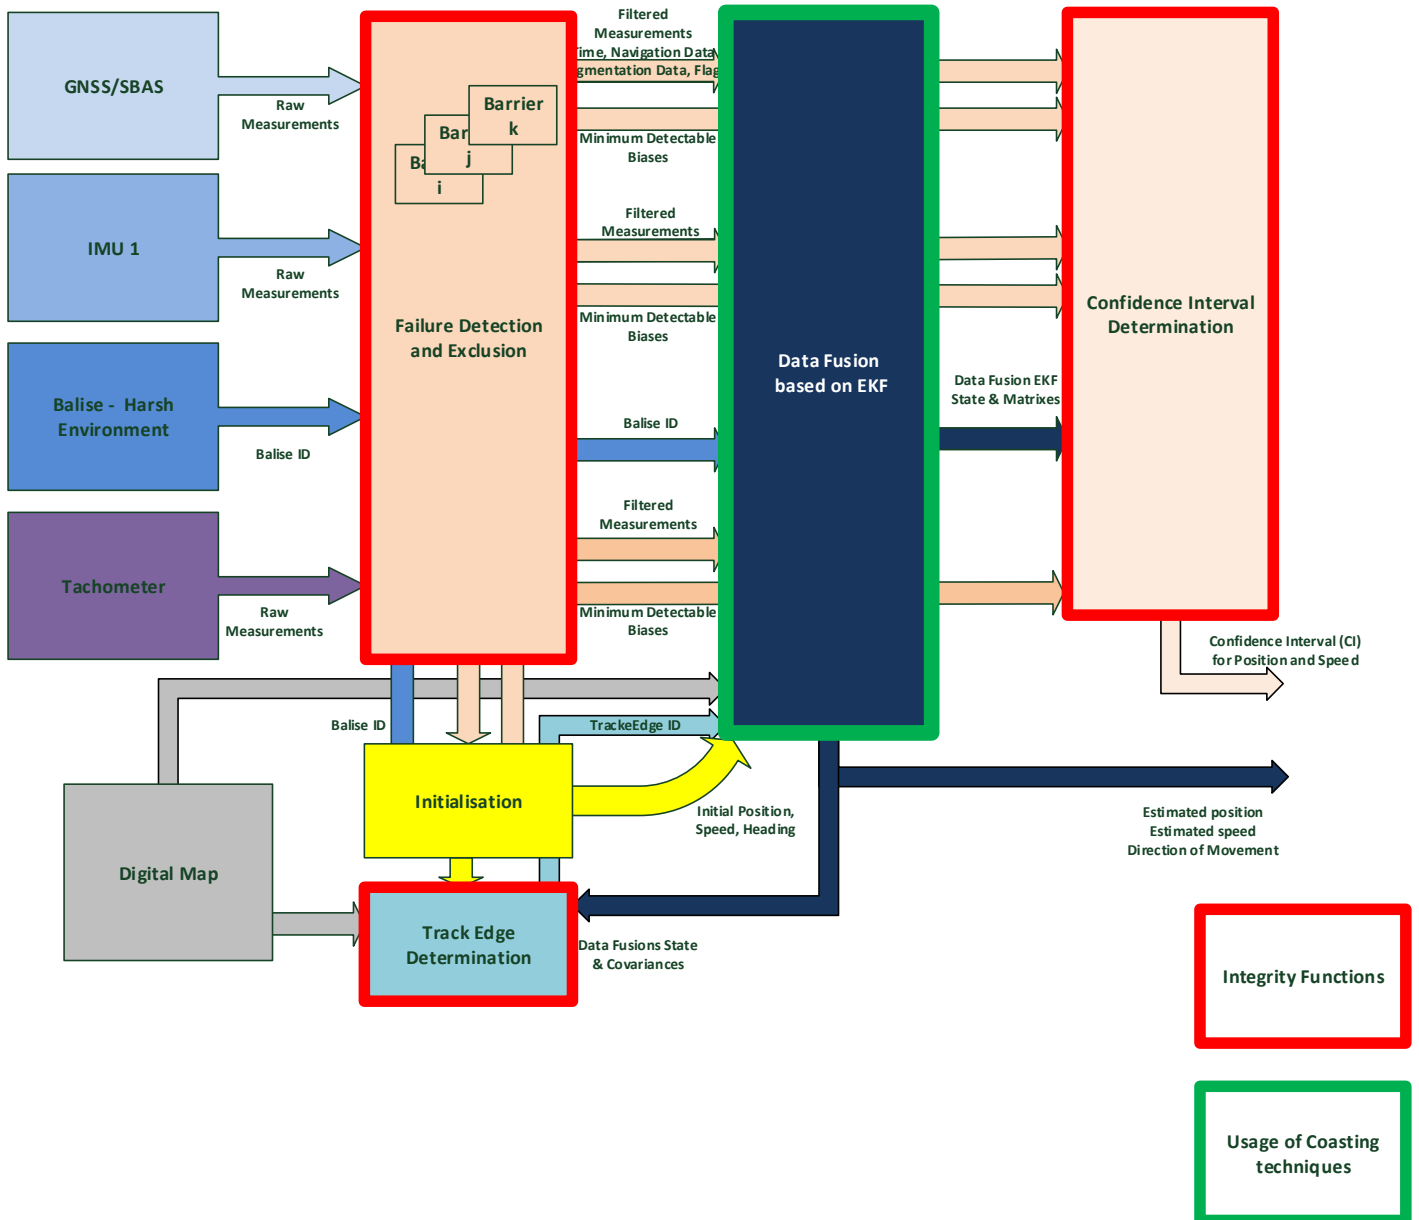 GNSS/SBAS
Raw
Measurements
IMU 1
Raw
Measurements
Balise - Harsh
Environment
Balise ID
Tachometer
Raw
Measurements
Barrier
k
j
i
Failure Detection
and Exclusion
Filtered
Measurements
Navigation Data
Data, Flag
Minimum Detectable
Biases
Filtered
Measurements
Minimum Detectable
Biases
Balise ID
Filtered
Measurements
Minimum Detectable
Biases
Data Fusion
based on EKF
Data Fusion EKF
State & Matrixes
Confidence Interval
Determination
Confidence Interval (CI)
for Position and Speed
Balise ID
TrackeEdge ID
Initialisation
Initial Position,
Speed, Heading
Estimated position
Estimated speed
Direction of Movement
Digital Map
Track Edge
Determination
Data Fusions State
& Covariances
Integrity Functions
Usage of Coasting
techniques